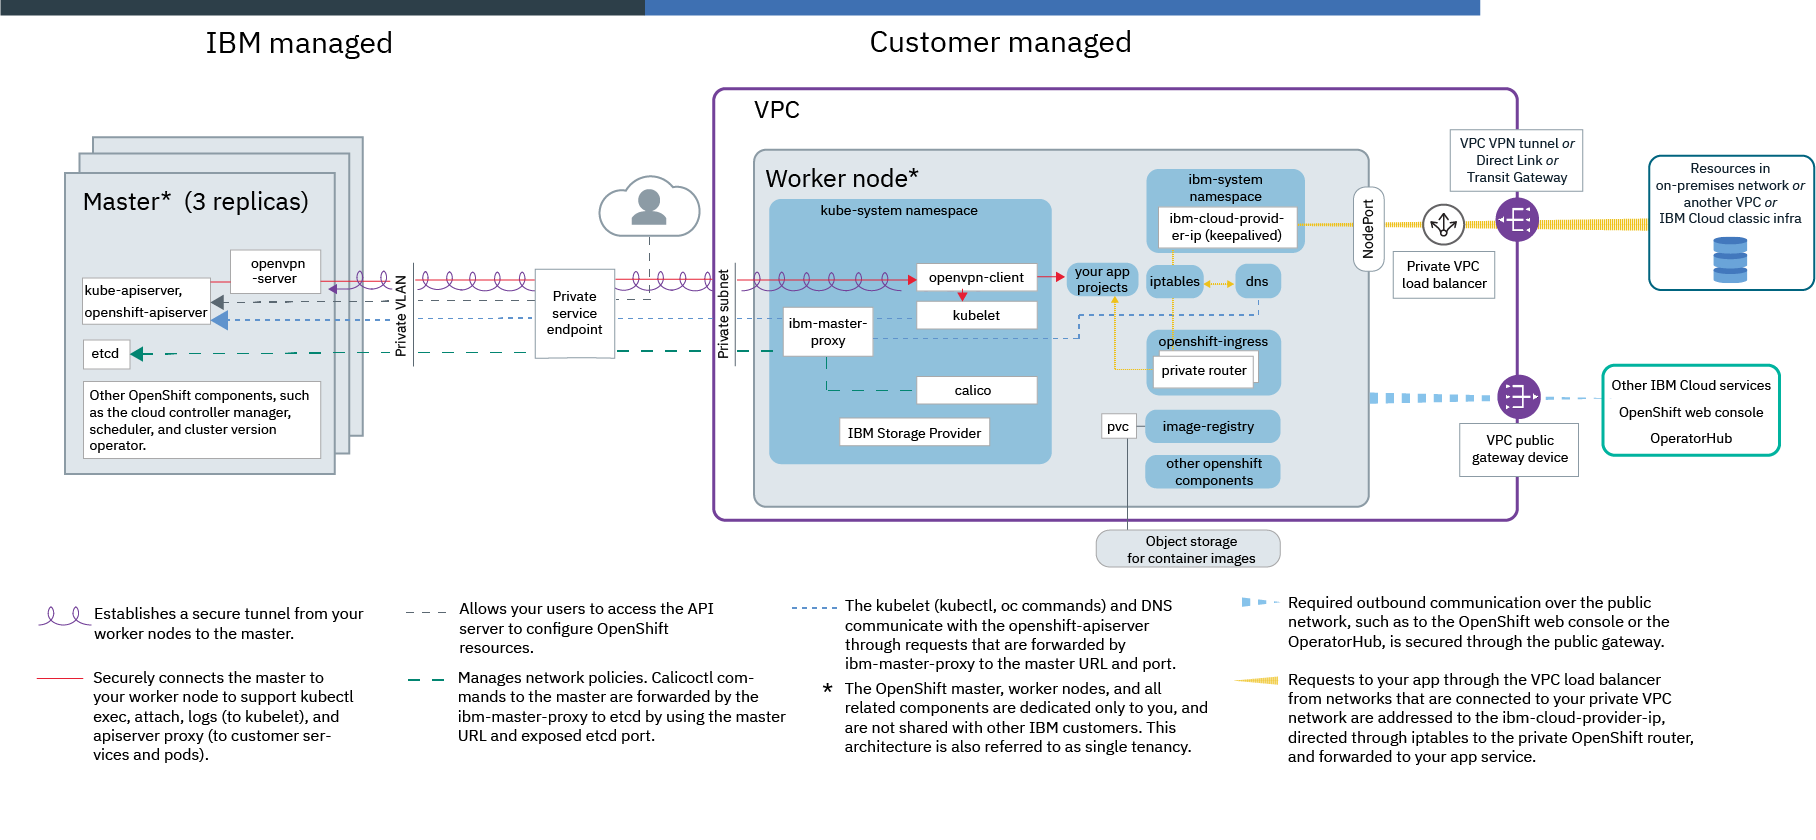 IBM managed
Customer managed
VPC
Master* (3 replicas)
openvpn
-server
kube-apiserver,
openshift-apiserver
etcd
Other OpenShift components, such
as the cloud controller manager,
scheduler, and cluster version
operator.
Private VLAN
Private
service
endpoint
Private subnet
Worker node*
kube-system namespace
openvpn-client
kubelet
ibm-master-
proxy
calico
IBM Storage Provider
your app
projects
ibm-system
namespace
ibm-cloud-provid-
er-ip (keepalived)
iptables
dns
openshift-ingress
private router
pvc
image-registry
other openshift
components
Object storage
for container images
NodePort
Private VPC
load balancer
VPC VPN tunnel or
Direct Link or
Transit Gateway
Resources in
on-premises network or
another VPC or
IBM Cloud classic infra
VPC public
gateway device
Other IBM Cloud services
OpenShift web console
OperatorHub
Establishes a secure tunnel from your
worker nodes to the master.
Securely connects the master to
your worker node to support kubectl
exec, attach, logs (to kubelet), and
apiserver proxy (to customer ser-
vices and pods).
Allows your users to access the API
server to configure OpenShift
resources.
Manages network policies. Calicoctl com-
mands to the master are forwarded by the
ibm-master-proxy to etcd by using the master
URL and exposed etcd port.
The kubelet (kubectl, oc commands) and DNS
communicate with the openshift-apiserver
through requests that are forwarded by
ibm-master-proxy to the master URL and port.
* The OpenShift master, worker nodes, and all
related components are dedicated only to you, and
are not shared with other IBM customers. This
architecture is also referred to as single tenancy.
Required outbound communication over the public
network, such as to the OpenShift web console or the
OperatorHub, is secured through the public gateway.
Requests to your app through the VPC load balancer
from networks that are connected to your private VPC
network are addressed to the ibm-cloud-provider-ip,
directed through iptables to the private OpenShift router,
and forwarded to your app service.